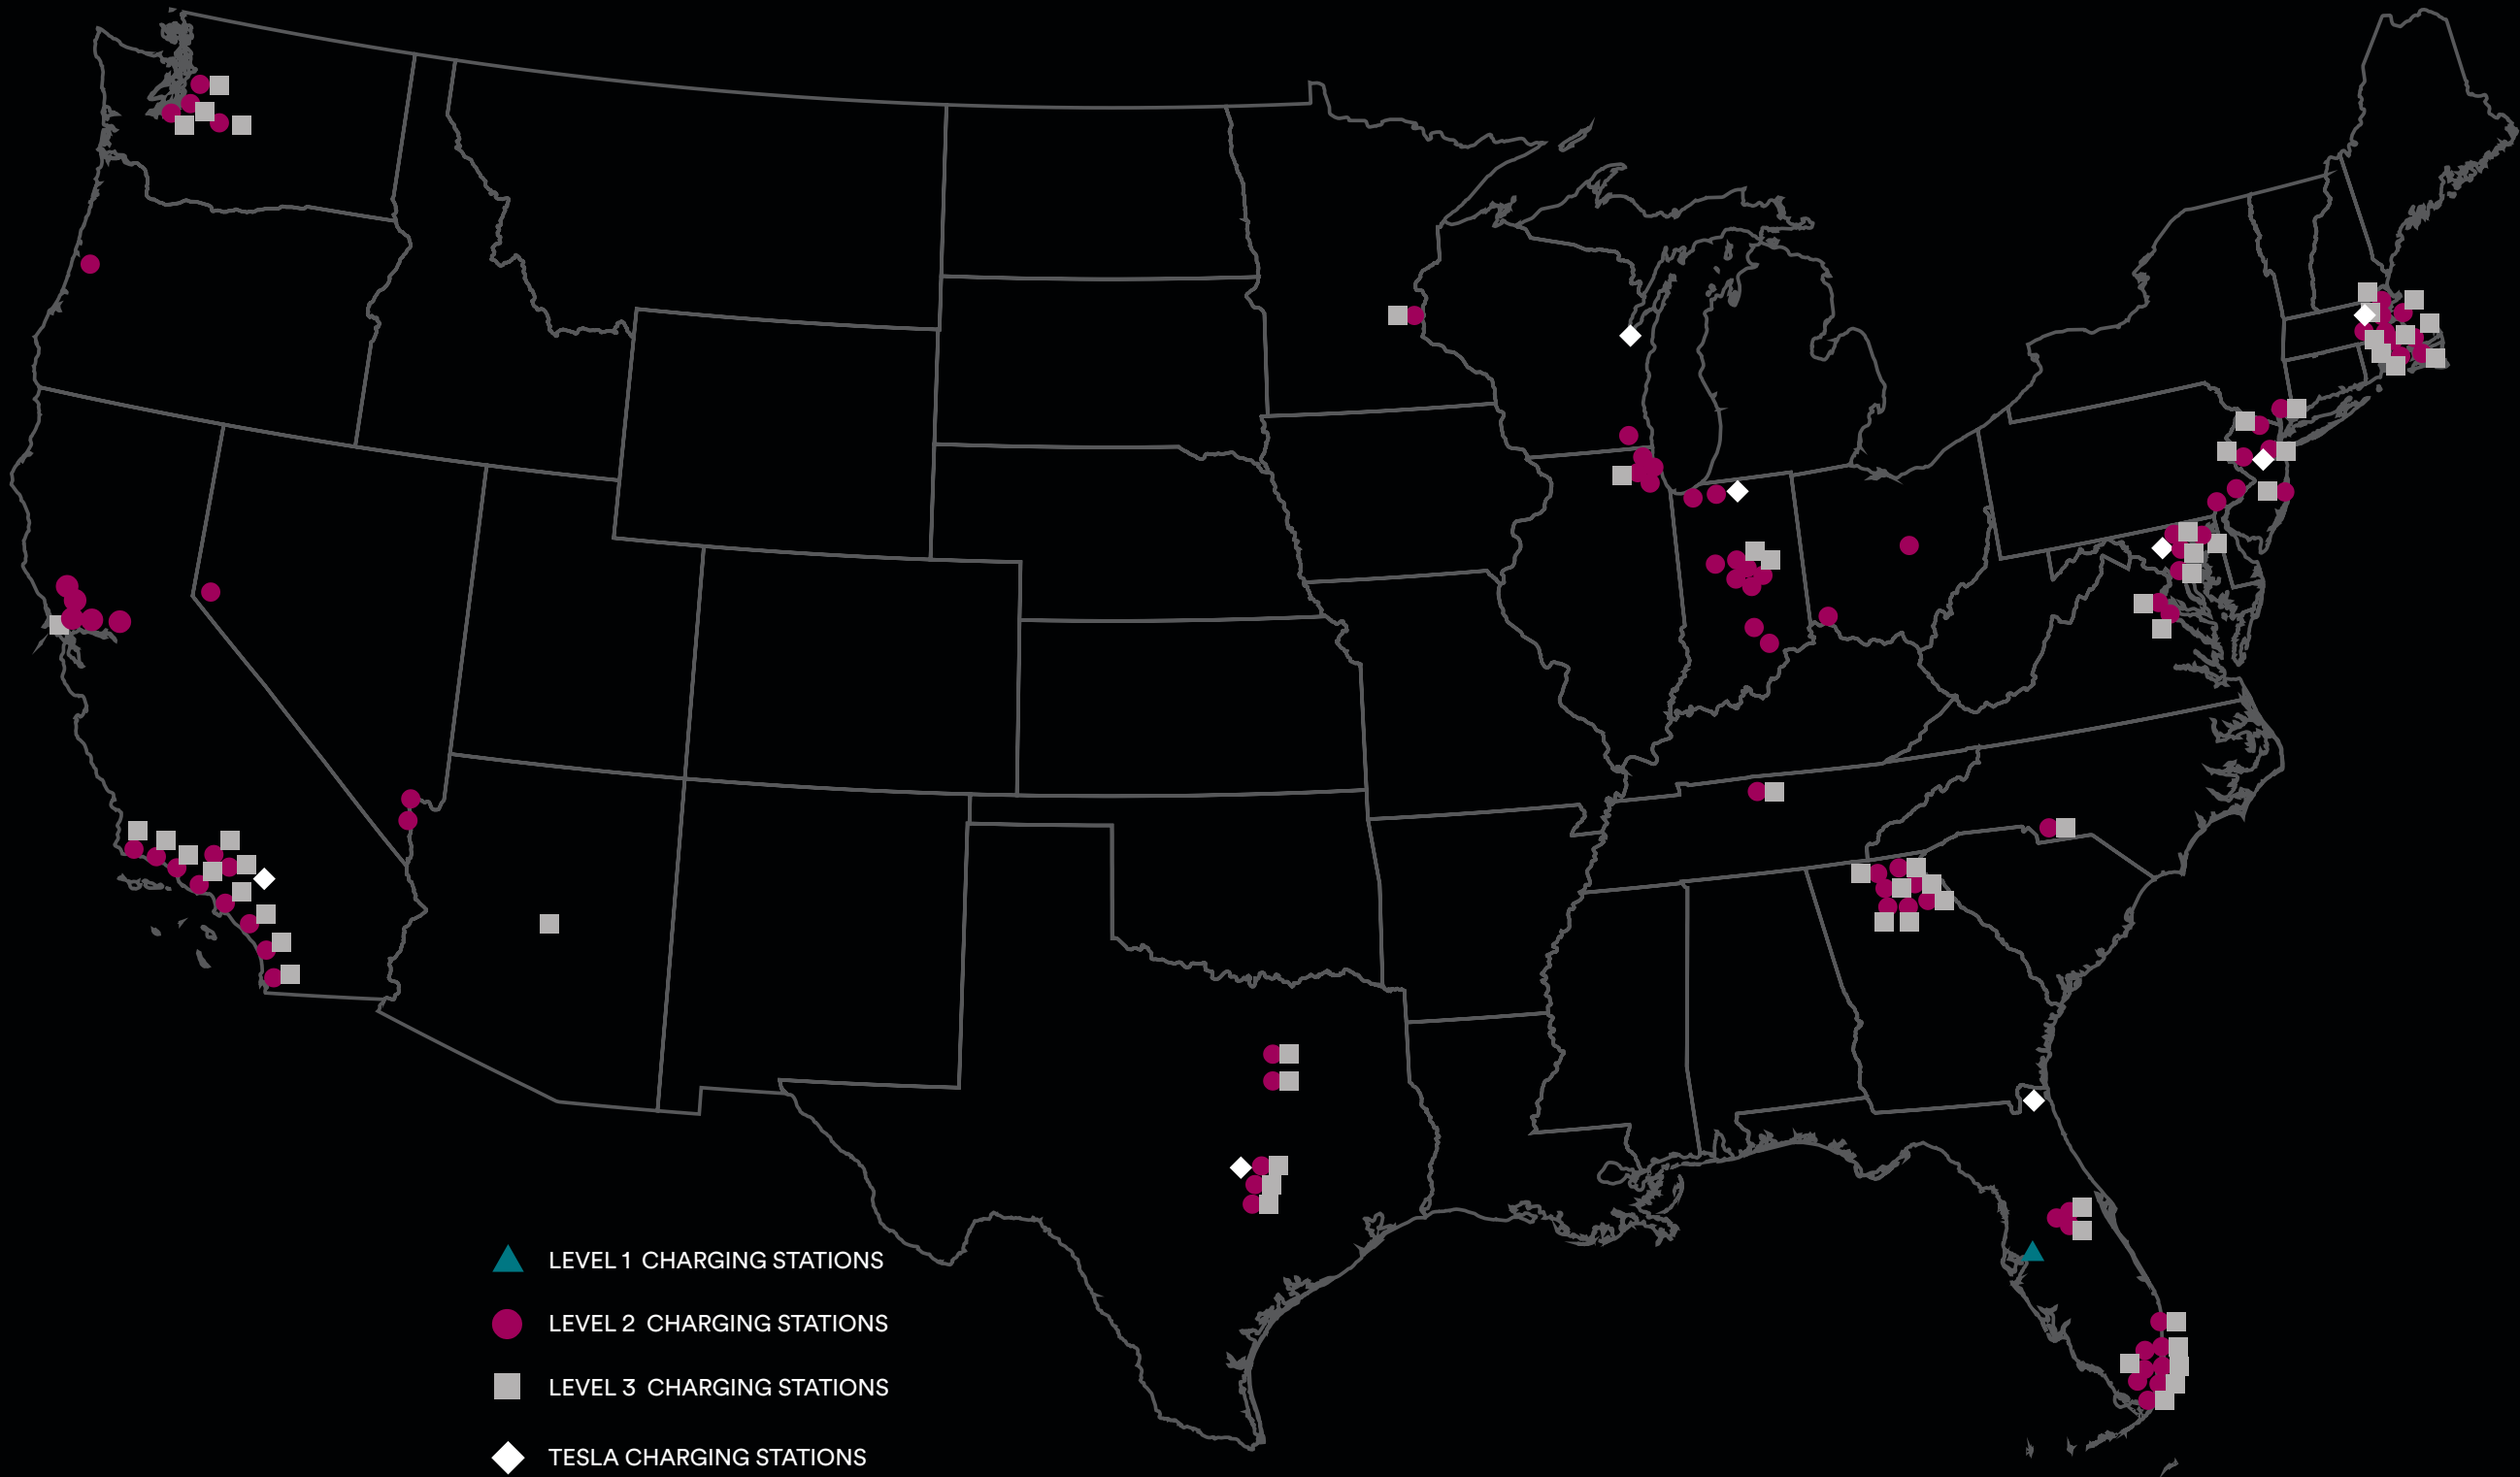 LEVEL 1 CHARGING STATIONS
LEVEL 2 CHARGING STATIONS
LEVEL 3 CHARGING STATIONS
TESLA CHARGING STATIONS